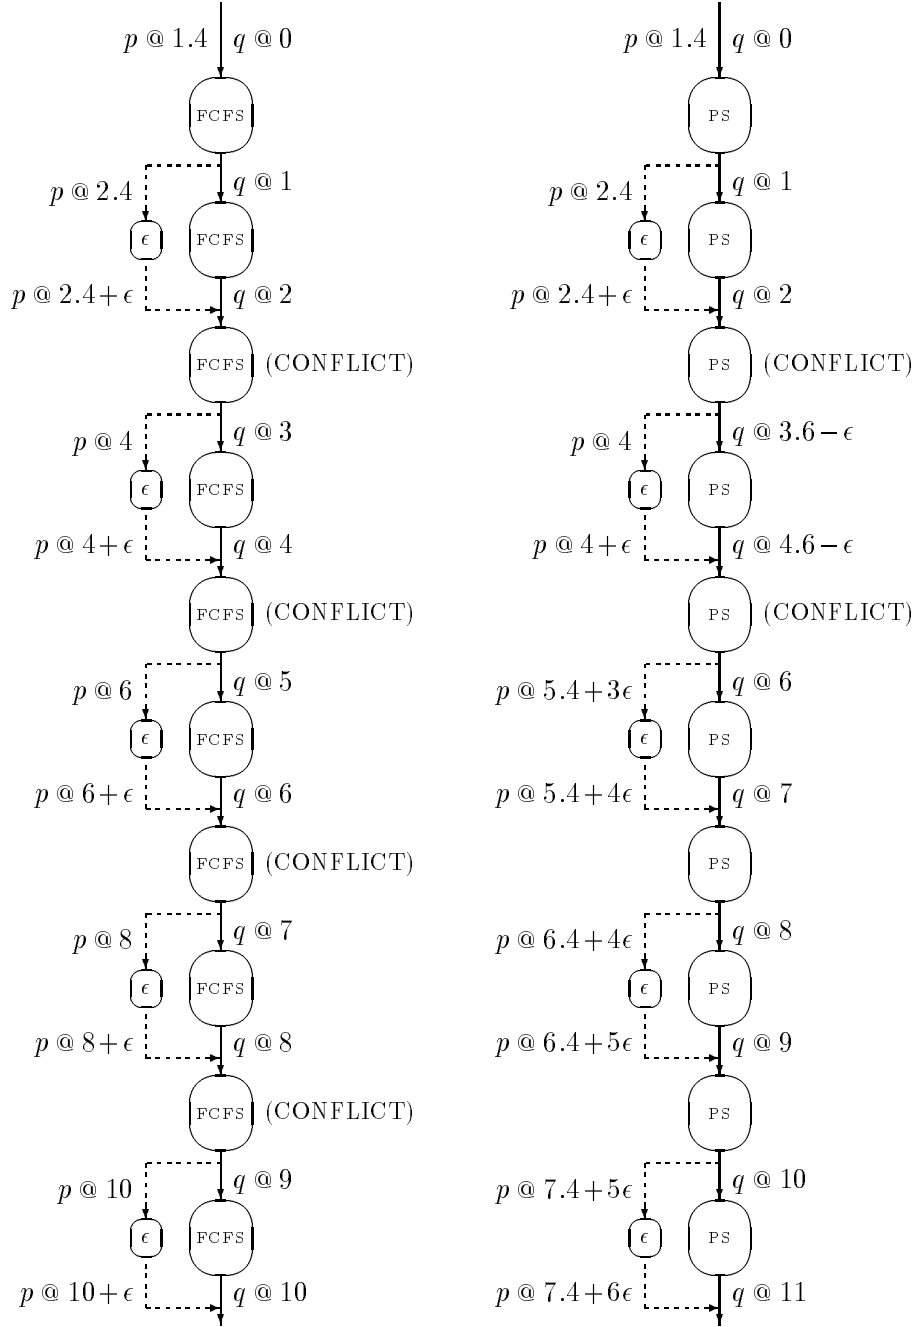 p @ 1.4 q @ 0 p @ 1.4 q @ 0
FCFS PS
p @ 2.4 q @ 1 p @ 2.4 q @ 1
ϵ FCFS ϵ PS
p @ 2.4+ϵ q @ 2 p @ 2.4+ϵ q @ 2
FCFS (CONFLICT) PS (CONFLICT)
p @ 4 q @ 3 p @ 4 q @ 3.6−ϵ
ϵ FCFS ϵ PS
p @ 4+ϵ q @ 4 p @ 4+ϵ q @ 4.6−ϵ
FCFS (CONFLICT) PS (CONFLICT)
p @ 6 q @ 5 p @ 5.4+3ϵ q @ 6
ϵ FCFS ϵ PS
p @ 6+ϵ q @ 6 p @ 5.4+4ϵ q @ 7
FCFS (CONFLICT) PS
p @ 8 q @ 7 p @ 6.4+4ϵ q @ 8
ϵ FCFS ϵ PS
p @ 8+ϵ q @ 8 p @ 6.4+5ϵ q @ 9
FCFS (CONFLICT) PS
p @ 10 q @ 9 p @ 7.4+5ϵ q @ 10
ϵ FCFS ϵ PS
p @ 10+ϵ q @ 10 p @ 7.4+6ϵ q @ 11